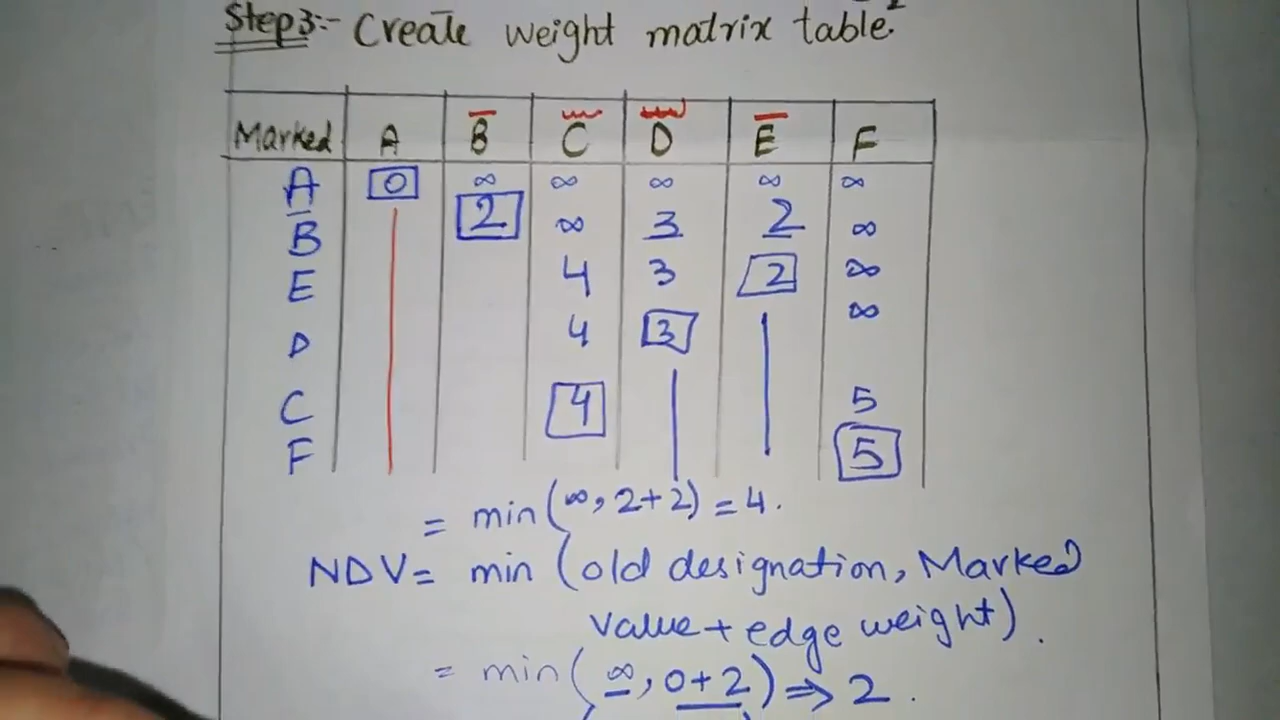 Step3:- Create weight matrix table.
Marked A B C D E F
A 0 ∞ ∞ ∞ ∞ ∞
B 2 ∞ 3 2 ∞
E 4 3 2 ∞
D 4 3 ∞
C 4 5
F 5
= min(∞, 2+2) = 4.
NDV= min (old designation, Marked
value + edge weight).
= min(∞, 0+2) ⇒ 2.